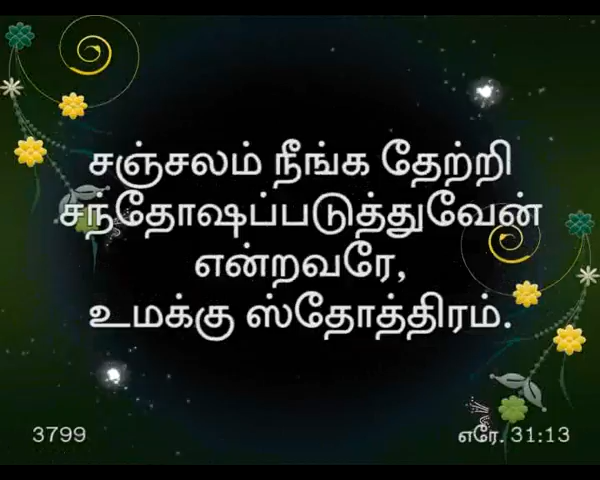 சஞ்சலம் நீங்க தேற்றி
சந்தோஷப்படுத்துவேன்
என்றவரே,
உமக்கு ஸ்தோத்திரம்.
3799
எரே. 31:13